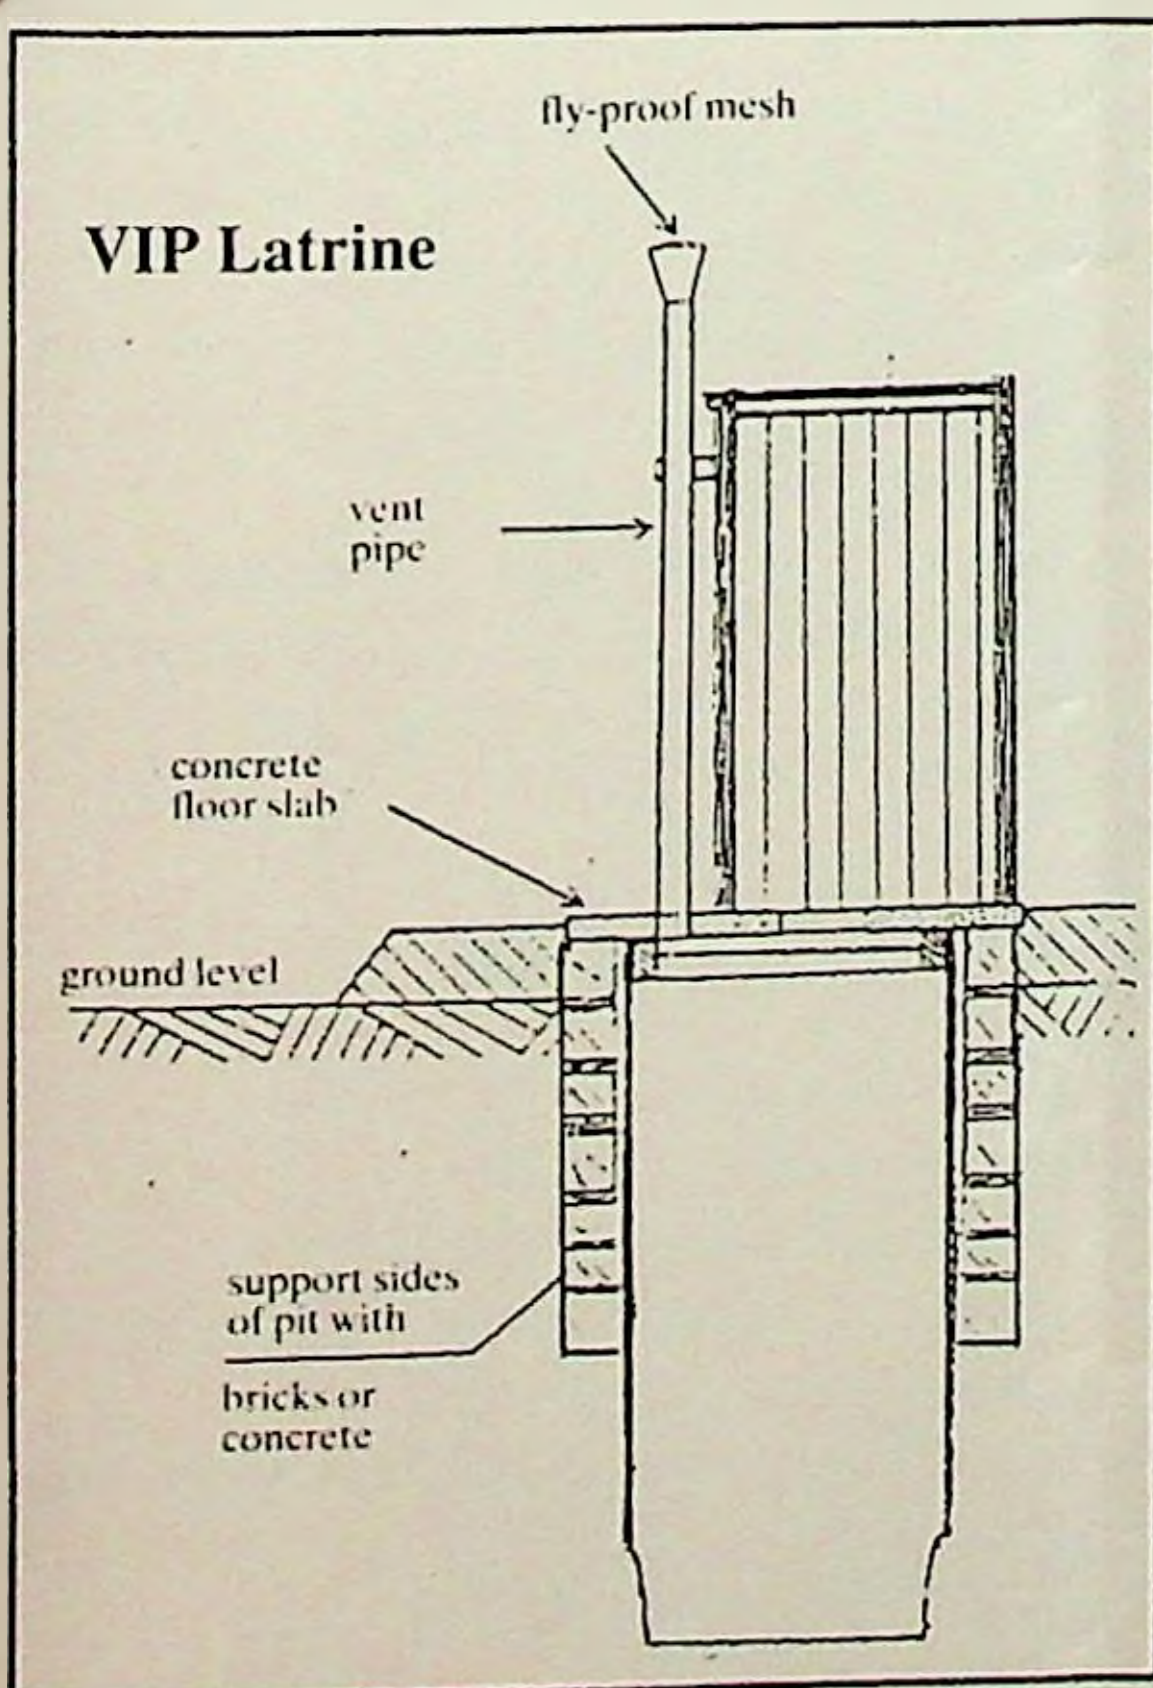 fly-proof mesh
VIP Latrine
vent
pipe
concrete
floor slab
ground level
support sides
of pit with
bricks or
concrete